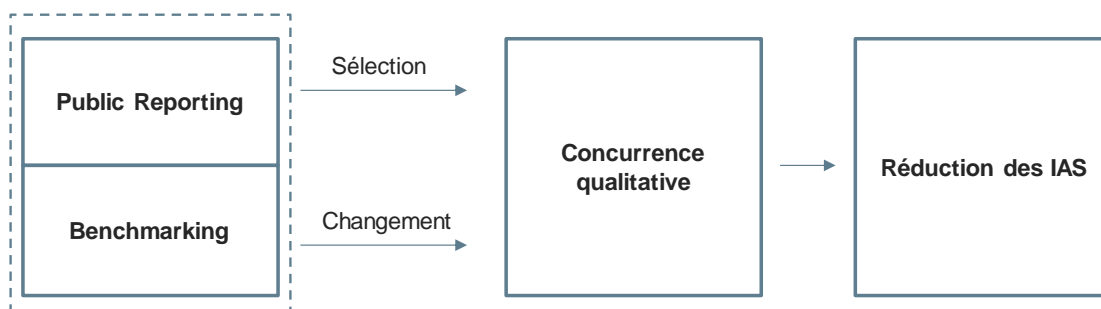 Public Reporting
Benchmarking
Sélection
Changement
Concurrence
qualitative
Réduction des IAS